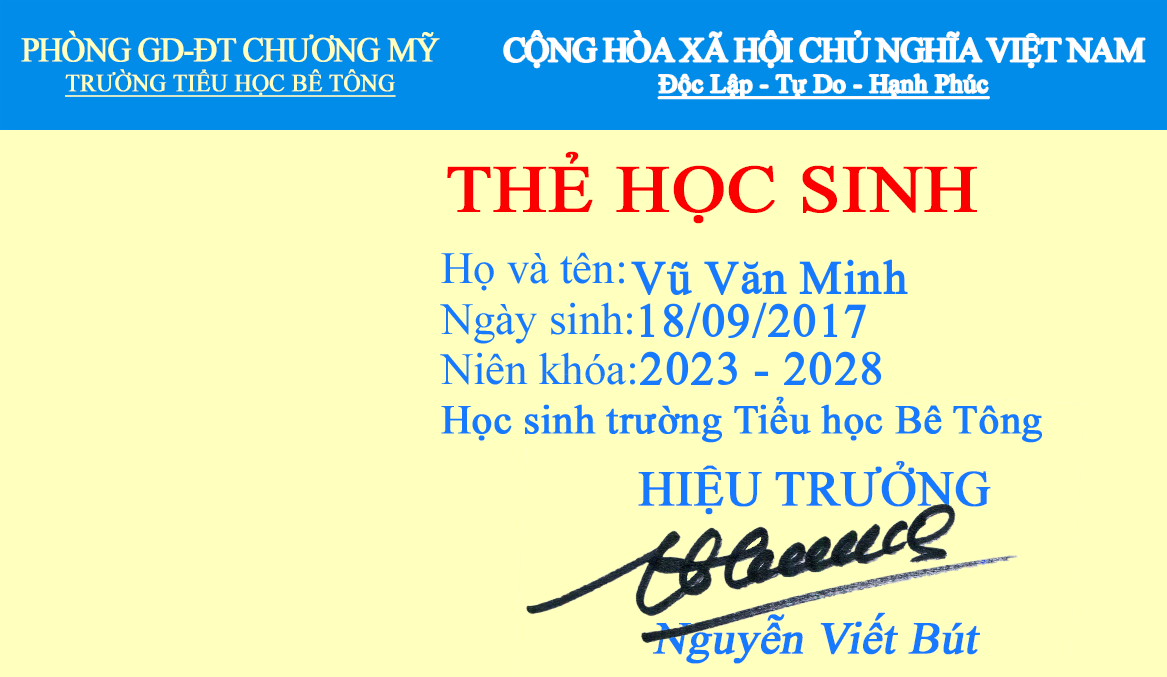 PHÒNG GD-ĐT CHƯƠNG MỸ
TRƯỜNG TIỂU HỌC BÊ TÔNG
CỘNG HÒA XÃ HỘI CHỦ NGHĨA VIỆT NAM
Độc Lập - Tự Do - Hạnh Phúc
THẺ HỌC SINH
Họ và tên: Vũ Văn Minh
Ngày sinh: 18/09/2017
Niên khóa: 2023 - 2028
Học sinh trường Tiểu học Bê Tông
HIỆU TRƯỞNG
Nguyễn Viết Bút